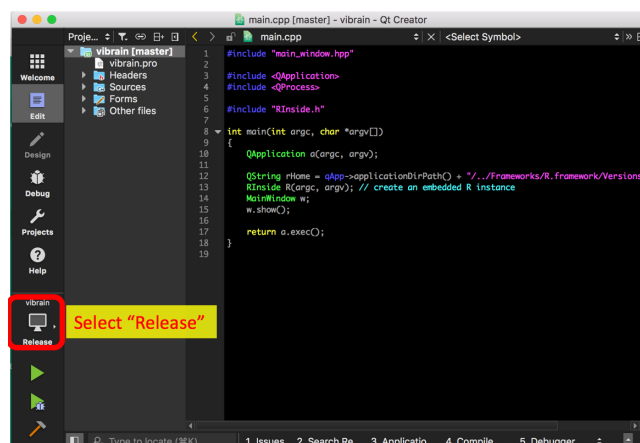 main.cpp [master] - vibrain - Qt Creator
Proje...
main.cpp
<Select Symbol>
vibrain [master]
vibrain.pro
Headers
Sources
Forms
Other files
Welcome
Edit
Design
Debug
Projects
Help
vibrain
Release
Select “Release”
1 #include "main_window.hpp"
2
3 #include <QApplication>
4 #include <QProcess>
5
6 #include "RInside.h"
7
8 int main(int argc, char *argv[])
9 {
10 QApplication a(argc, argv);
11
12 QString rHome = qApp->applicationDirPath() + "/../Frameworks/R.framework/Versions
13 RInside R(argc, argv); // create an embedded R instance
14 MainWindow w;
15 w.show();
16
17 return a.exec();
18 }
19
Type to locate (⌘K)
1 Issues 2 Search Re... 3 Applicatio... 4 Compile... 5 Debugger...